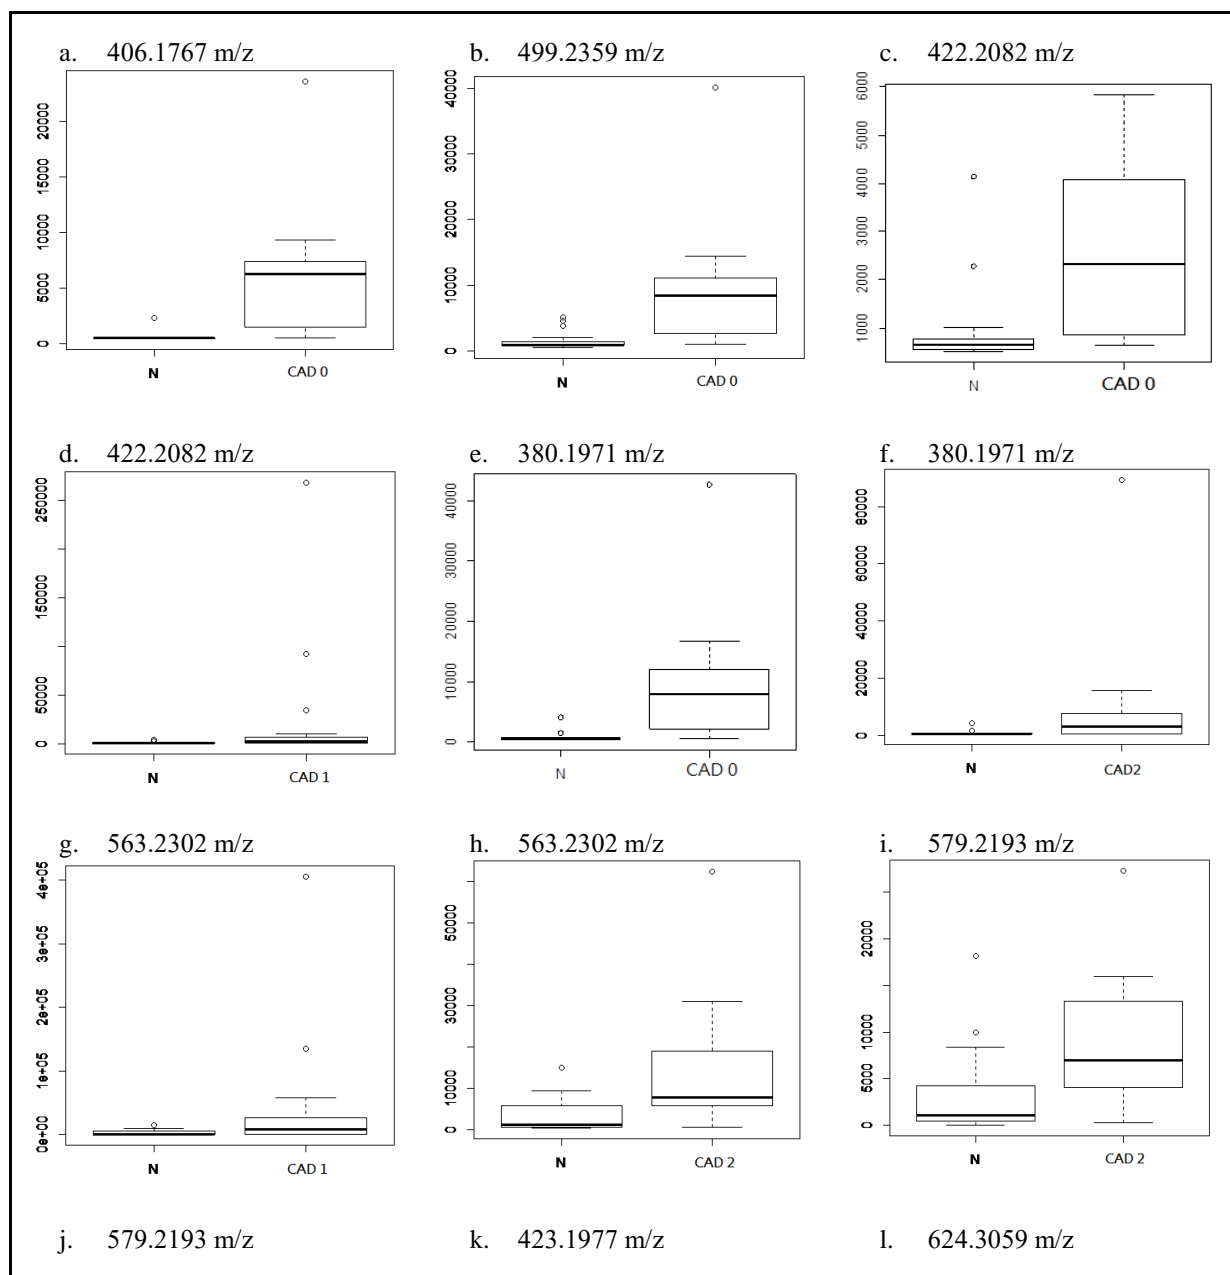 a. 406.1767 m/z
b. 499.2359 m/z
c. 422.2082 m/z
0 5000 10000 15000 20000
N CAD 0
0 10000 20000 30000 40000
N CAD 0
1000 2000 3000 4000 5000 6000
N CAD 0
d. 422.2082 m/z
e. 380.1971 m/z
f. 380.1971 m/z
0 50000 150000 250000
N CAD 1
0 10000 20000 30000 40000
N CAD 0
0 20000 40000 60000 80000
N CAD2
g. 563.2302 m/z
h. 563.2302 m/z
i. 579.2193 m/z
0e+00 1e+05 2e+05 3e+05 4e+05
N CAD 1
0 10000 30000 50000
N CAD 2
0 5000 10000 20000
N CAD 2
j. 579.2193 m/z
k. 423.1977 m/z
l. 624.3059 m/z